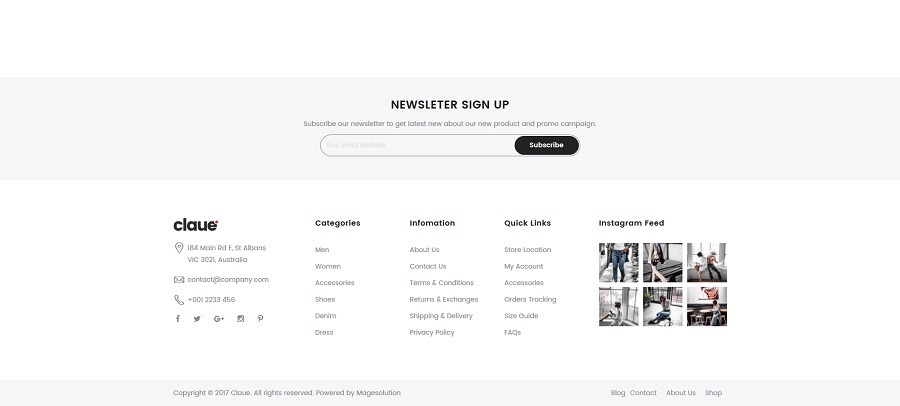 NEWSLETER SIGN UP
Subscribe our newsletter to get latest new about our new product and promo campaign.
Your email address
Subscribe
claue
184 Main Rd E, St Albans
VIC 3021, Australia
contact@company.com
+001 2233 456
Categories
Men
Women
Accessories
Shoes
Denim
Dress
Infomation
About Us
Contact Us
Terms & Conditions
Returns & Exchanges
Shipping & Delivery
Privacy Policy
Quick Links
Store Location
My Account
Accessories
Orders Tracking
Size Guide
FAQs
Instagram Feed
Copyright © 2017 Claue. All rights reserved. Powered by Magesolution
Blog Contact About Us Shop